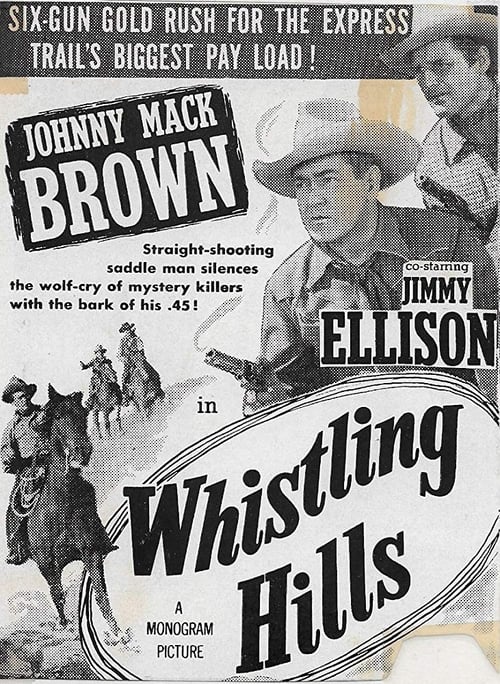 SIX-GUN GOLD RUSH FOR THE EXPRESS
TRAIL'S BIGGEST PAY LOAD!
JOHNNY MACK
BROWN
Straight-shooting
saddle man silences
the wolf-cry of mystery killers
with the bark of his .45!
co-starring
JIMMY
ELLISON
in
Whistling
Hills
A
MONOGRAM
PICTURE